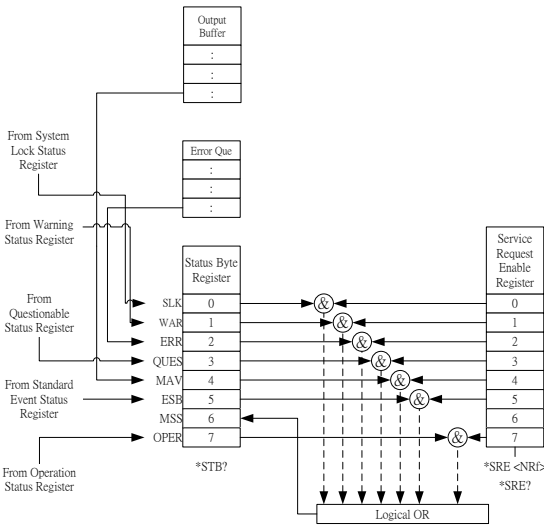 Output
Buffer
:
:
:
From System
Lock Status
Register
Error Que
:
:
:
From Warning
Status Register
Status Byte
Register
Service
Request
Enable
Register
From
Questionable
Status Register
SLK 0 & 0
WAR 1 & 1
ERR 2 & 2
QUES 3 & 3
MAV 4 & 4
From Standard
Event Status
Register
ESB 5 & 5
MSS 6 6
OPER 7 & 7
*STB?
*SRE <NRf>
*SRE?
From Operation
Status Register
Logical OR